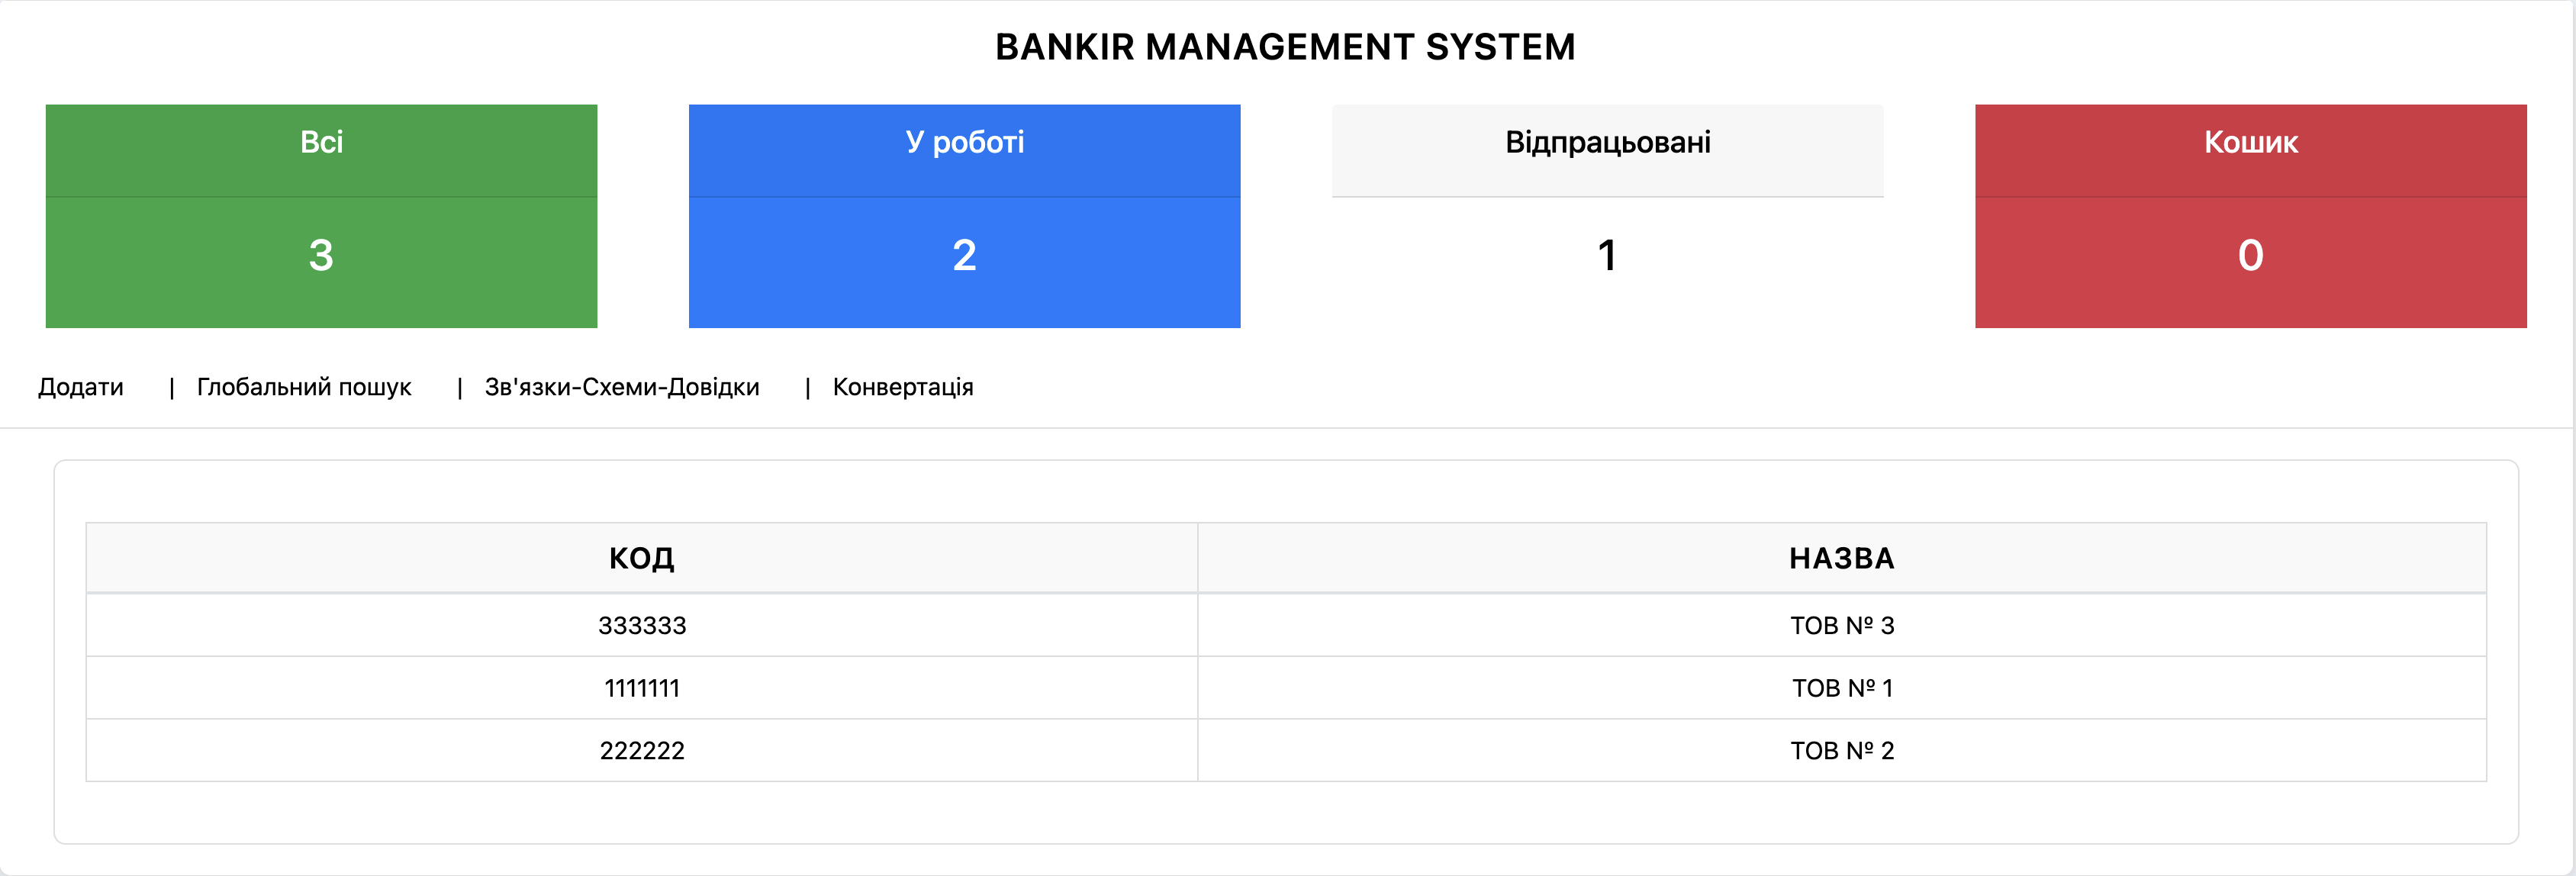 BANKIR MANAGEMENT SYSTEM
Всі
У роботі
Відпрацьовані
Кошик
3
2
1
0
Додати | Глобальний пошук | Зв'язки-Схеми-Довідки | Конвертація
КОД НАЗВА
333333 ТОВ № 3
1111111 ТОВ № 1
222222 ТОВ № 2